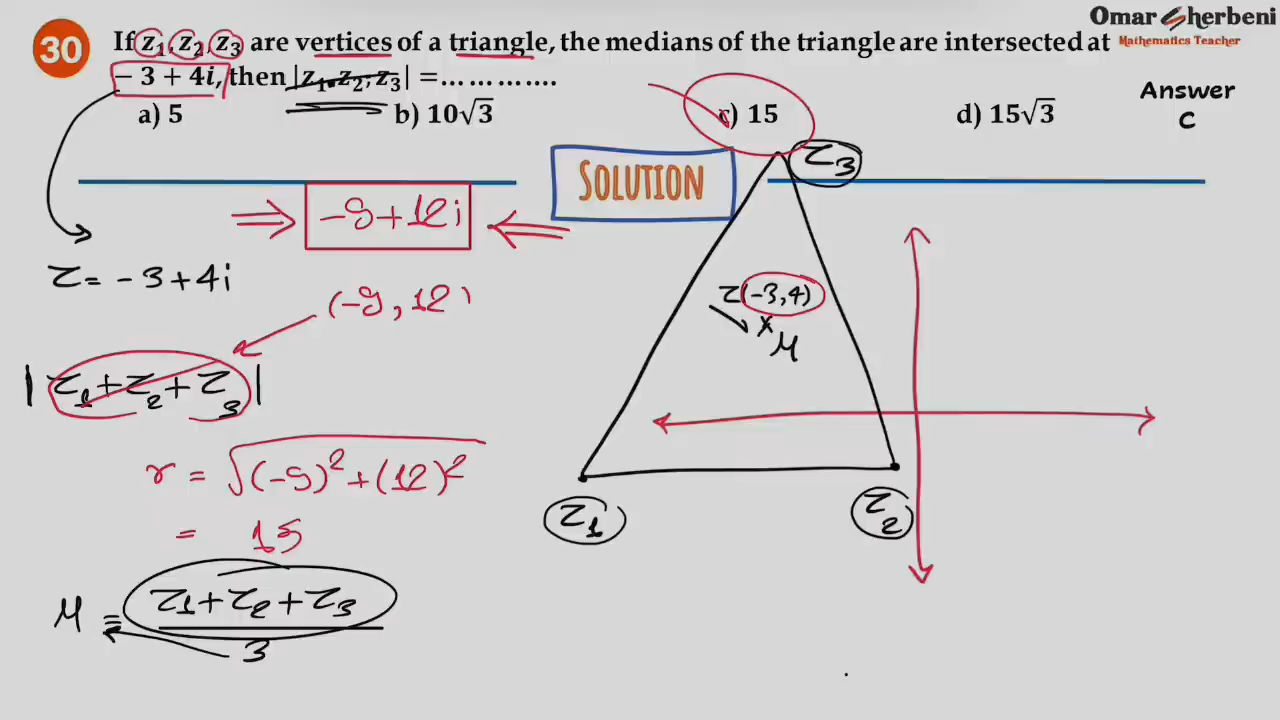 Omar Sherbeni
Mathematics Teacher
30
If z₁, z₂, z₃ are vertices of a triangle, the medians of the triangle are intersected at
− 3 + 4i, then |z₁, z₂, z₃| =…………….
a) 5
b) 10√3
c) 15
d) 15√3
Answer
C
SOLUTION
⇒ -9+12i ⇐
Z = -3+4i
(-9, 12)
|Z₁+Z₂+Z₃|
r = √(-9)²+(12)²
= 15
M = Z₁+Z₂+Z₃
3
Z₃
Z(-3,4)
M
Z₁
Z₂